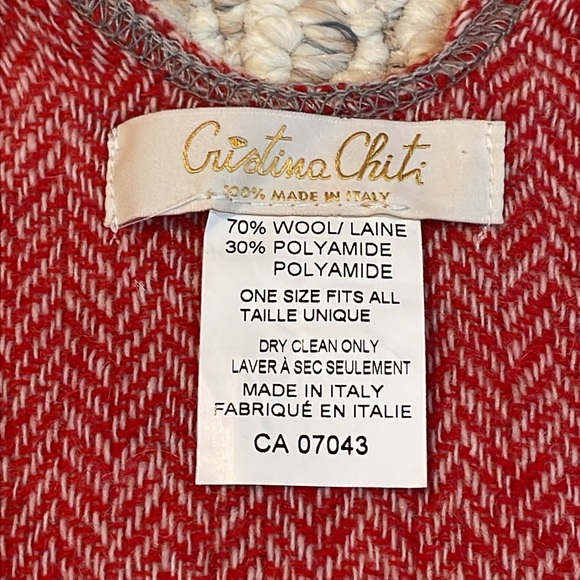 Cristina Chiti
100% MADE IN ITALY
70% WOOL/ LAINE
30% POLYAMIDE
POLYAMIDE
ONE SIZE FITS ALL
TAILLE UNIQUE
DRY CLEAN ONLY
LAVER À SEC SEULEMENT
MADE IN ITALY
FABRIQUÉ EN ITALIE
CA 07043